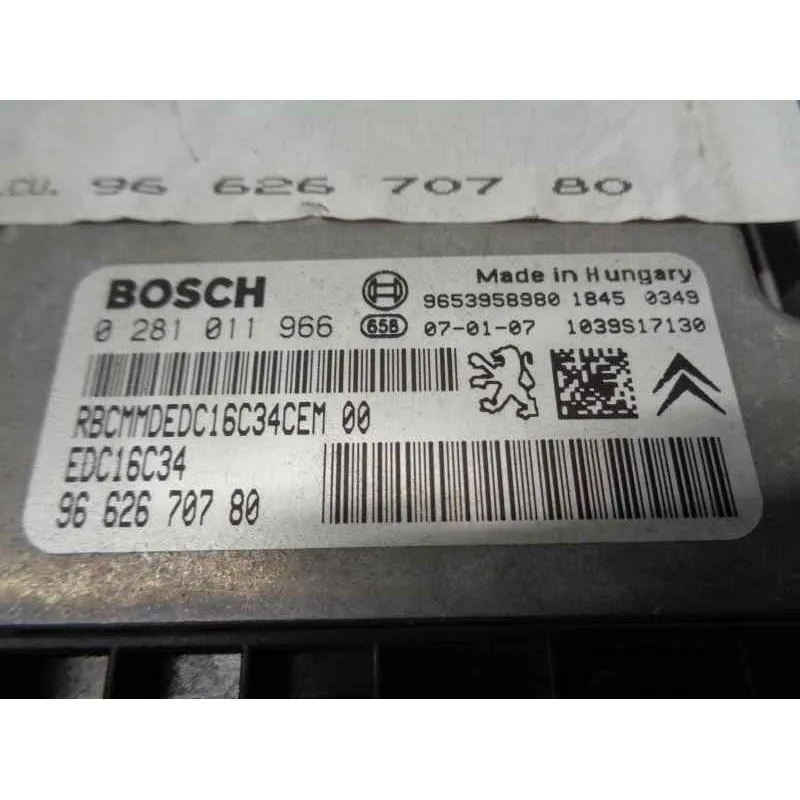 .CU. 96 626 707 80
BOSCH
Made in Hungary
9653958980 1845 0349
0 281 011 966
658 07-01-07 1039S17130
RBCMMDEDC16C34CEM 00
EDC16C34
96 626 707 80